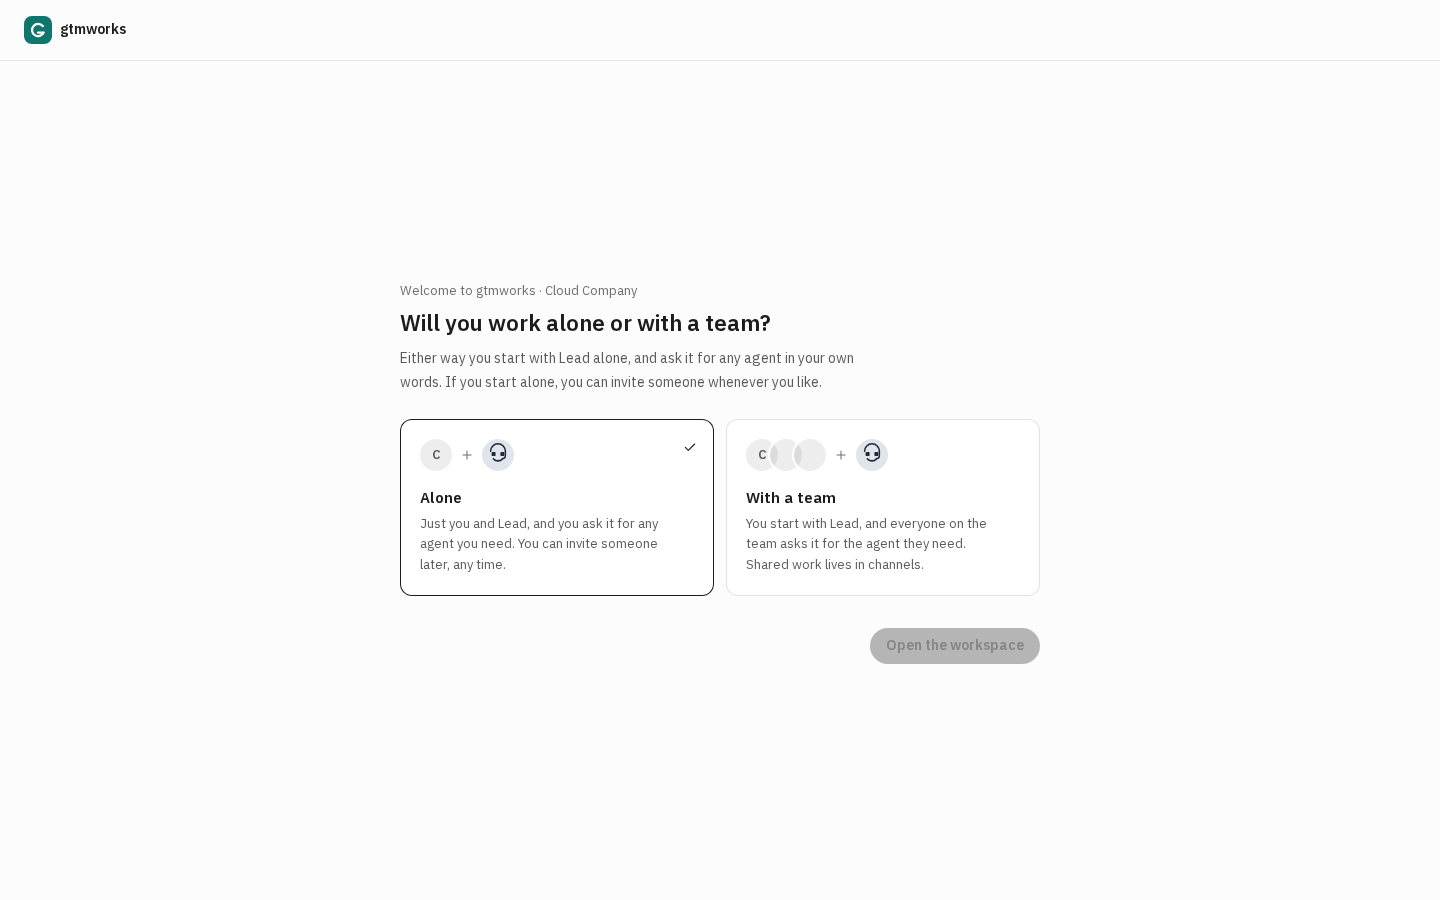 gtmworks
Welcome to gtmworks · Cloud Company
Will you work alone or with a team?
Either way you start with Lead alone, and ask it for any agent in your own
words. If you start alone, you can invite someone whenever you like.
C
Alone
Just you and Lead, and you ask it for any
agent you need. You can invite someone
later, any time.
C
With a team
You start with Lead, and everyone on the
team asks it for the agent they need.
Shared work lives in channels.
Open the workspace